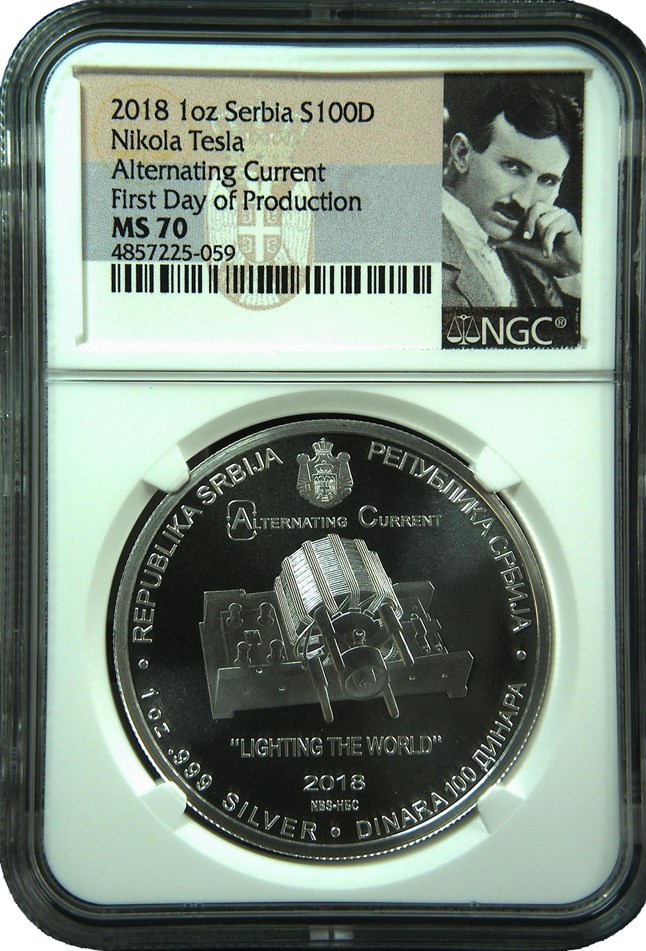 2018 1oz Serbia S100D
Nikola Tesla
Alternating Current
First Day of Production
MS 70
4857225-059
NGC®
REPUBLIKA SRBIJA
РЕПУБЛИКА СРБИЈА
ALTERNATING CURRENT
"LIGHTING THE WORLD"
2018
NBS-HEC
• 1 oz .999 SILVER • DINARA 100 ДИНАРА •